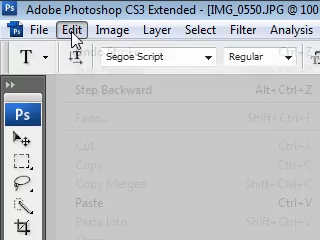 Ps Adobe Photoshop CS3 Extended - [IMG_0550.JPG @ 100
Ps File Edit Image Layer Select Filter Analysis
T T Segoe Script Regular
Step Backward Alt+Ctrl+Z
Fade... Shift+Ctrl+F
Ps
Cut Ctrl+X
Copy Ctrl+C
Copy Merged Shift+Ctrl+C
Paste Ctrl+V
Paste Into Shift+Ctrl+V